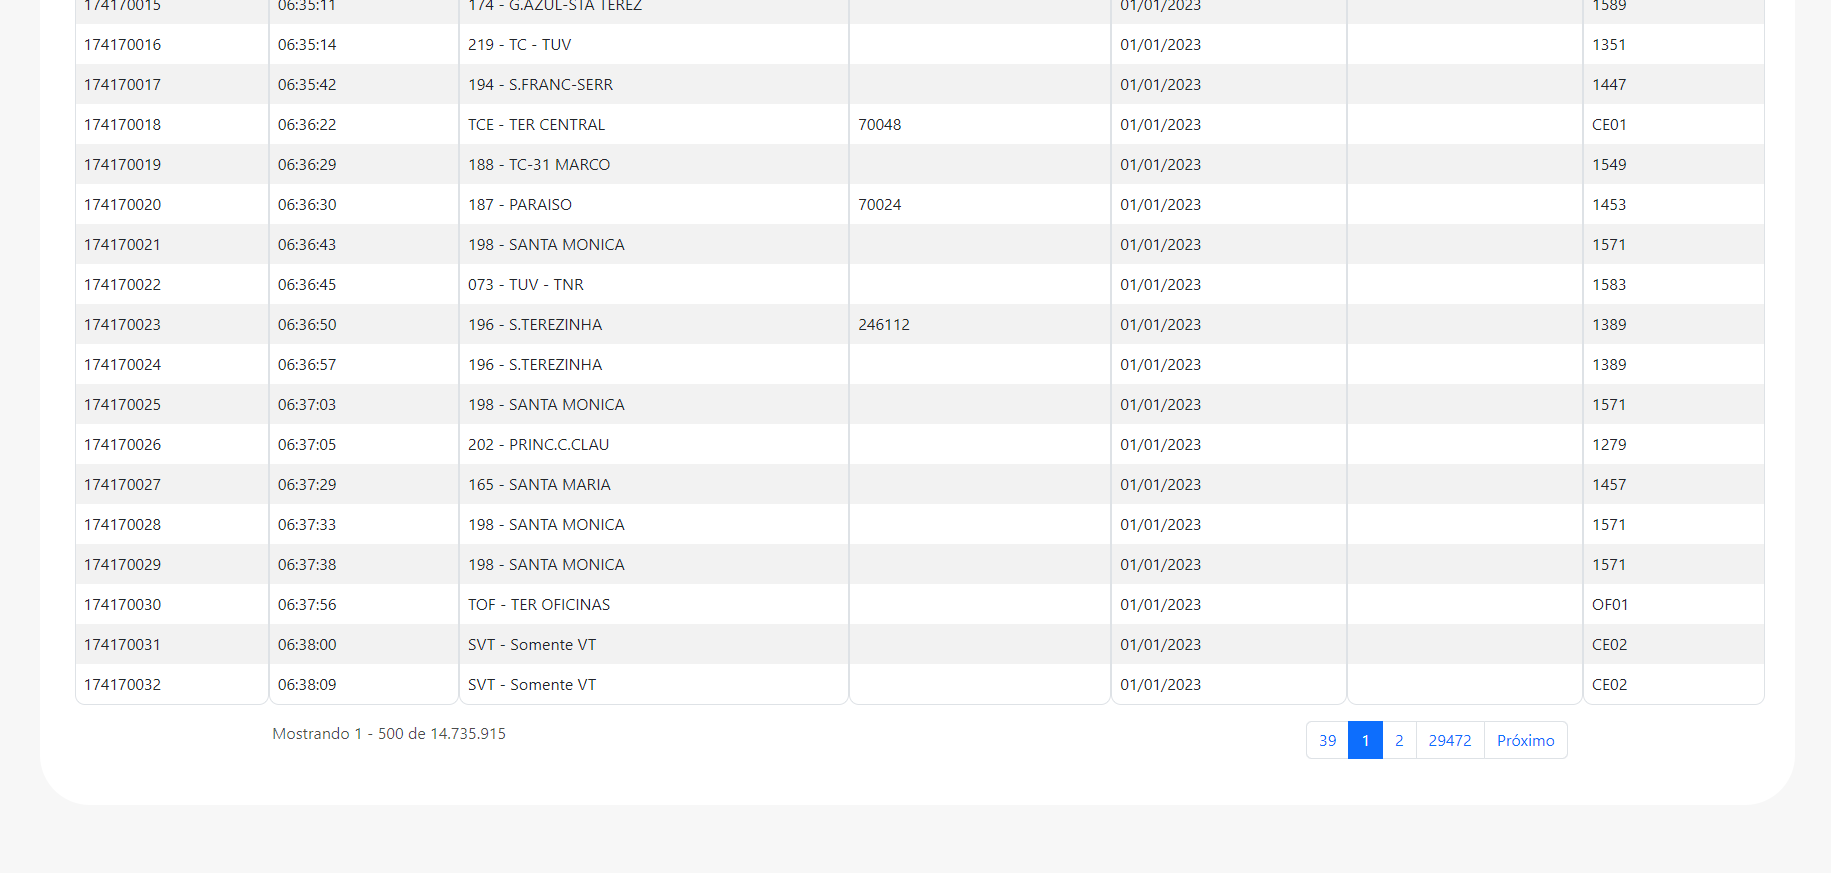 174170015 06:35:11 174 - G.AZUL-STA TEREZ 01/01/2023 1589
174170016 06:35:14 219 - TC - TUV 01/01/2023 1351
174170017 06:35:42 194 - S.FRANC-SERR 01/01/2023 1447
174170018 06:36:22 TCE - TER CENTRAL 70048 01/01/2023 CE01
174170019 06:36:29 188 - TC-31 MARCO 01/01/2023 1549
174170020 06:36:30 187 - PARAISO 70024 01/01/2023 1453
174170021 06:36:43 198 - SANTA MONICA 01/01/2023 1571
174170022 06:36:45 073 - TUV - TNR 01/01/2023 1583
174170023 06:36:50 196 - S.TEREZINHA 246112 01/01/2023 1389
174170024 06:36:57 196 - S.TEREZINHA 01/01/2023 1389
174170025 06:37:03 198 - SANTA MONICA 01/01/2023 1571
174170026 06:37:05 202 - PRINC.C.CLAU 01/01/2023 1279
174170027 06:37:29 165 - SANTA MARIA 01/01/2023 1457
174170028 06:37:33 198 - SANTA MONICA 01/01/2023 1571
174170029 06:37:38 198 - SANTA MONICA 01/01/2023 1571
174170030 06:37:56 TOF - TER OFICINAS 01/01/2023 OF01
174170031 06:38:00 SVT - Somente VT 01/01/2023 CE02
174170032 06:38:09 SVT - Somente VT 01/01/2023 CE02
Mostrando 1 - 500 de 14.735.915
39 1 2 29472 Próximo